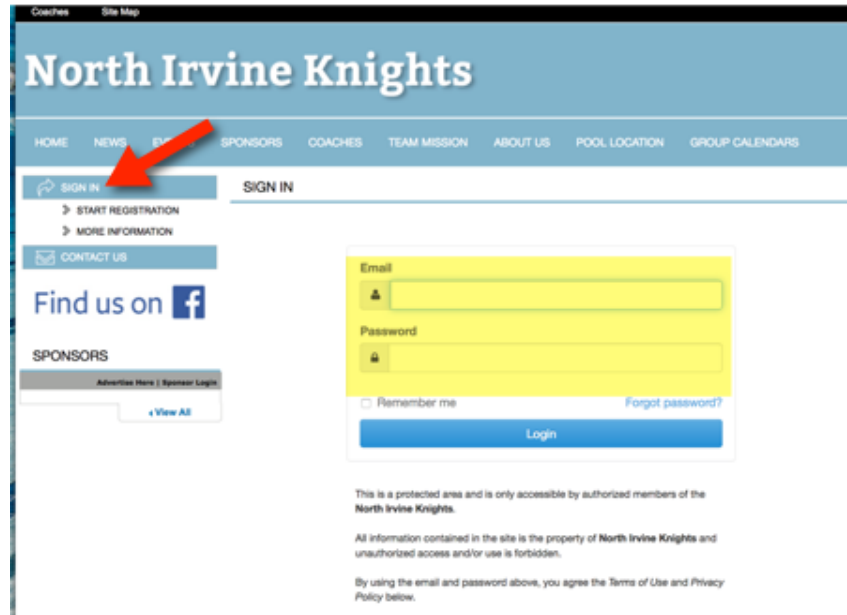 Coaches Site Map
North Irvine Knights
HOME NEWS SPONSORS COACHES TEAM MISSION ABOUT US POOL LOCATION GROUP CALENDARS
SIGN IN
START REGISTRATION
MORE INFORMATION
CONTACT US
Find us on f
SPONSORS
Advertise Here | Sponsor Login
View All
SIGN IN
Email
Password
Remember me Forgot password?
Login
This is a protected area and is only accessible by authorized members of the
North Irvine Knights.
All information contained in the site is the property of North Irvine Knights and
unauthorized access and/or use is forbidden.
By using the email and password above, you agree the Terms of Use and Privacy
Policy below.